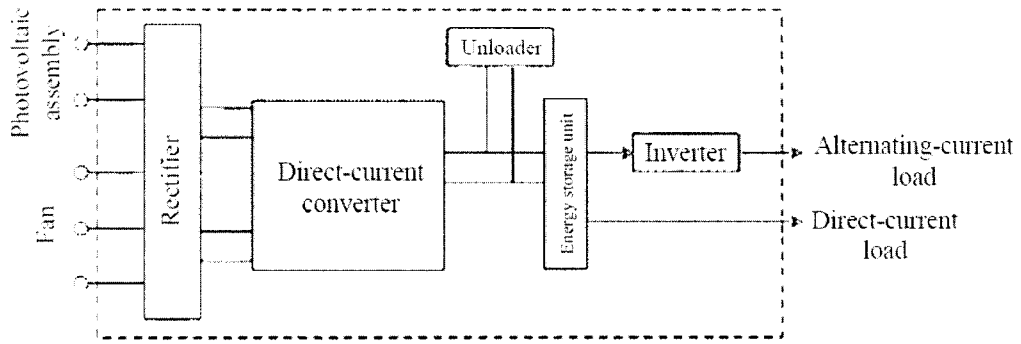 Photovoltaic
assembly
Fan
Rectifier
Direct-current
converter
Unloader
Energy storage unit
Inverter
Alternating-current
load
Direct-current
load